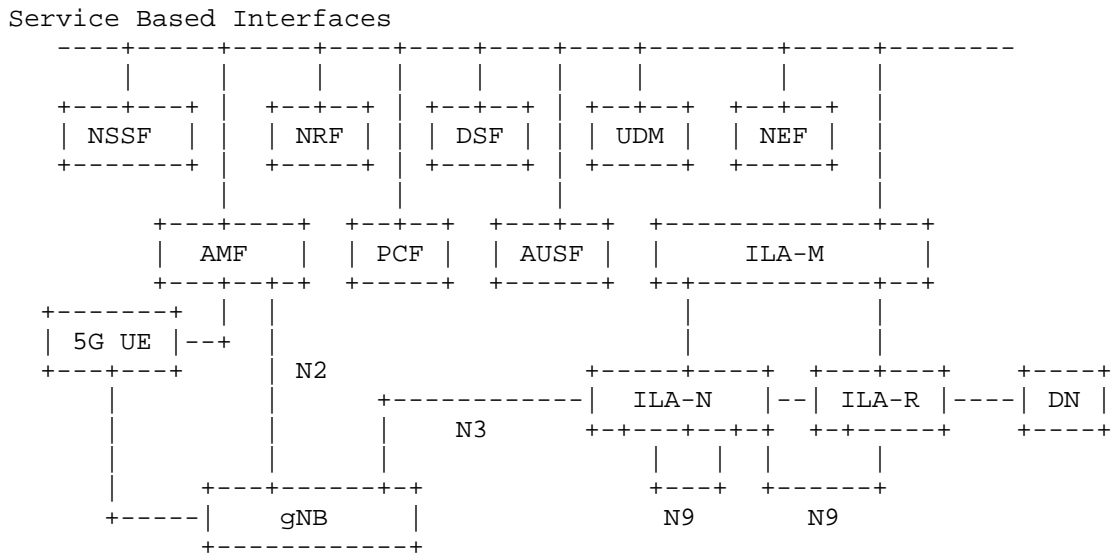 Service Based Interfaces
NSSF NRF DSF UDM NEF
AMF PCF AUSF ILA-M
5G UE
N2
ILA-N ILA-R DN
N3
gNB N9 N9